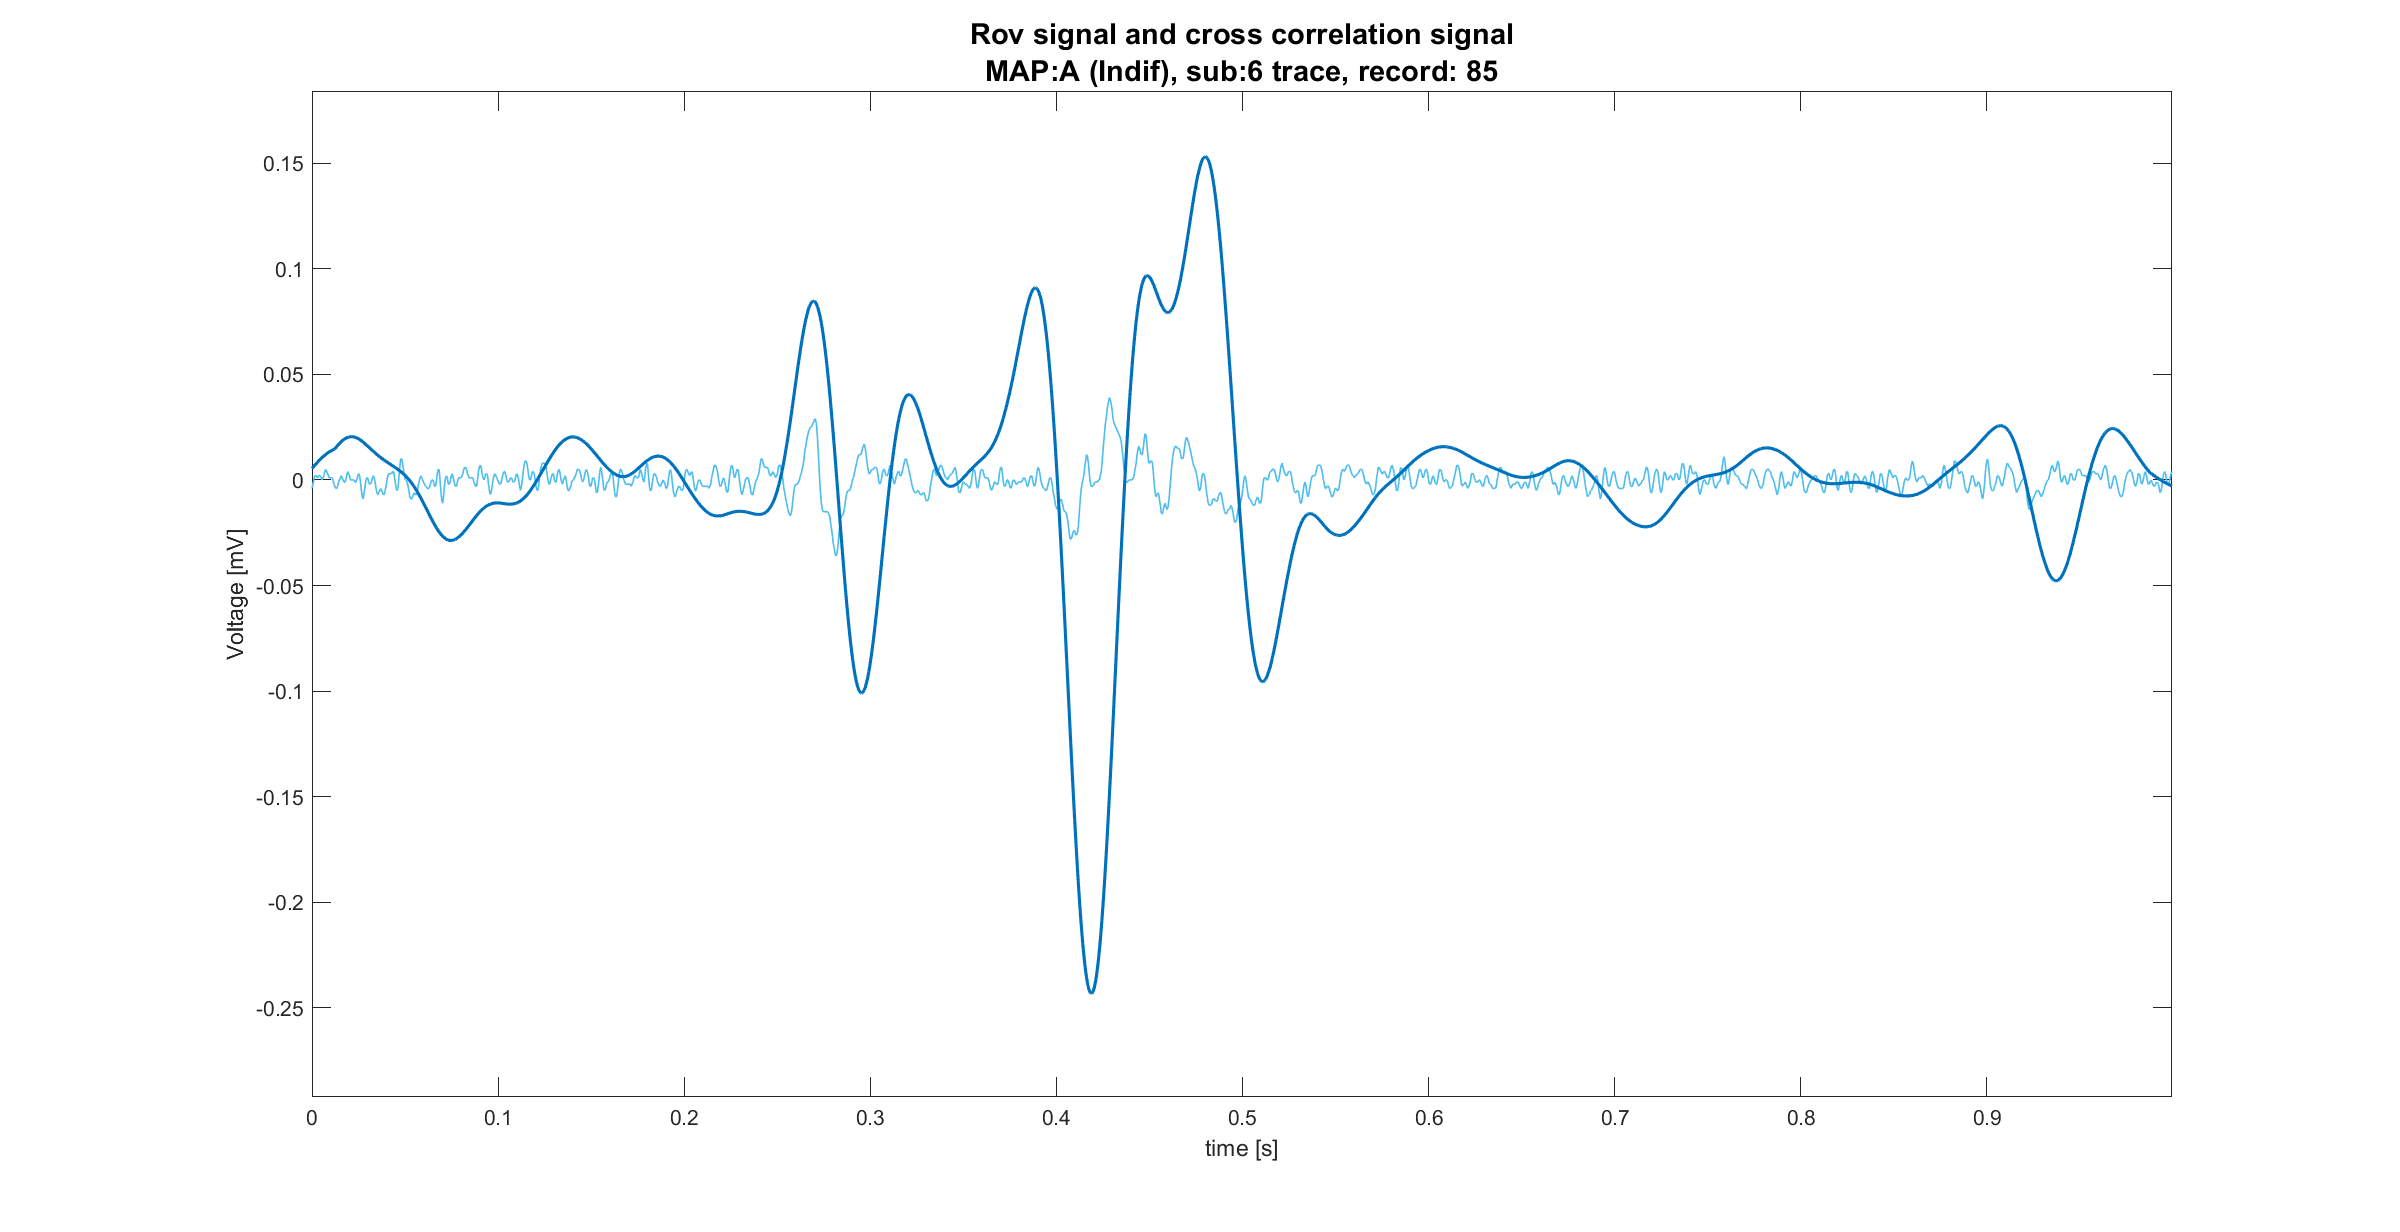 Rov signal and cross correlation signal
MAP:A (Indif), sub:6 trace, record: 85
0.15
0.1
0.05
0
-0.05
-0.1
-0.15
-0.2
-0.25
Voltage [mV]
0 0.1 0.2 0.3 0.4 0.5 0.6 0.7 0.8 0.9
time [s]